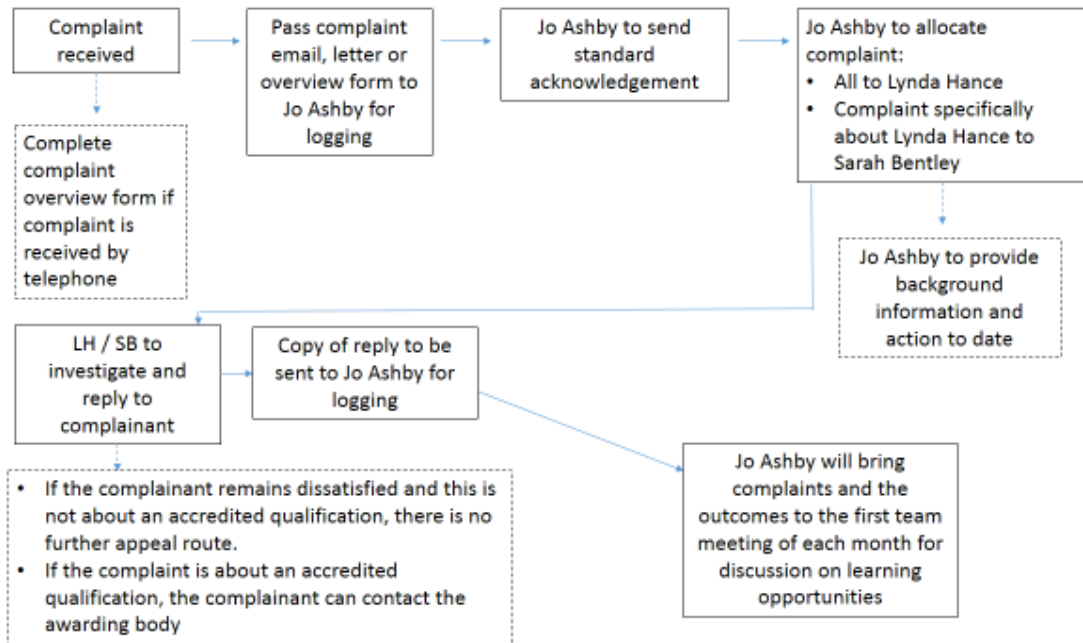 Complaint
received
Pass complaint
email, letter or
overview form to
Jo Ashby for
logging
Jo Ashby to send
standard
acknowledgement
Jo Ashby to allocate
complaint:
• All to Lynda Hance
• Complaint specifically
about Lynda Hance to
Sarah Bentley
Complete
complaint
overview form if
complaint is
received by
telephone
Jo Ashby to provide
background
information and
action to date
LH / SB to
investigate and
reply to
complainant
Copy of reply to be
sent to Jo Ashby for
logging
• If the complainant remains dissatisfied and this is
not about an accredited qualification, there is no
further appeal route.
• If the complaint is about an accredited
qualification, the complainant can contact the
awarding body
Jo Ashby will bring
complaints and the
outcomes to the first team
meeting of each month for
discussion on learning
opportunities